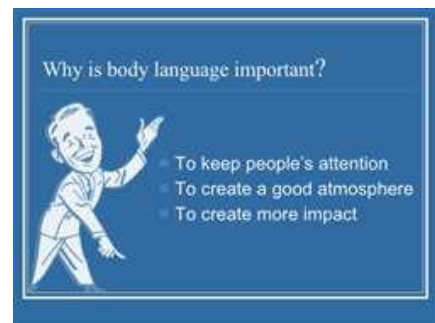 Why is body language important?
To keep people's attention
To create a good atmosphere
To create more impact